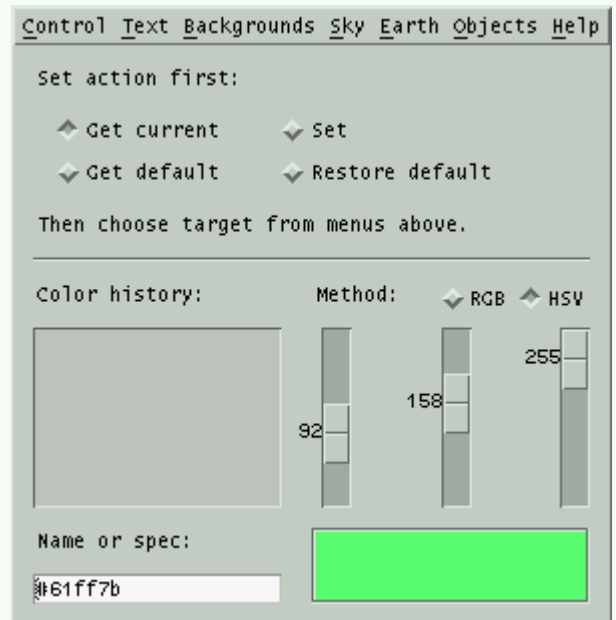 Control Text Backgrounds Sky Earth Objects Help
Set action first:
Get current Set
Get default Restore default
Then choose target from menus above.
Color history: Method: RGB HSV
255
158
92
Name or spec:
#61ff7b